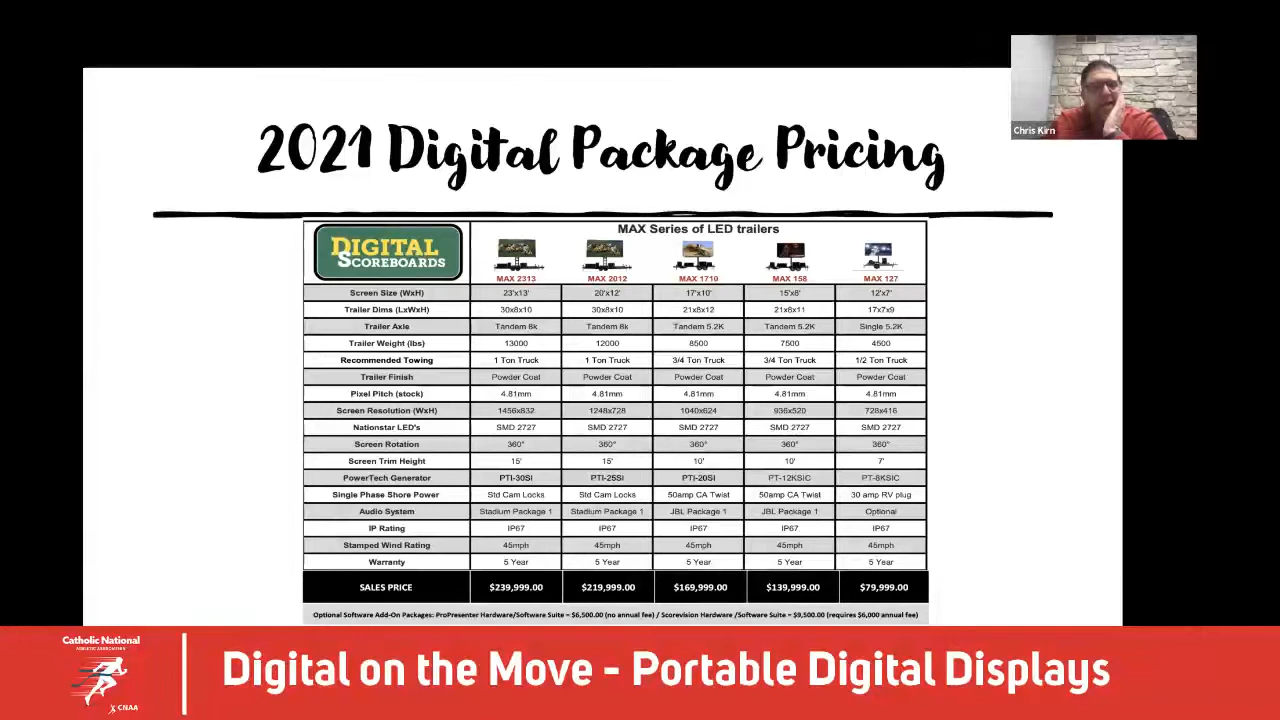 Chris Kirn
2021 Digital Package Pricing
DIGITAL
SCOREBOARDS
MAX Series of LED trailers
MAX 2313 MAX 2012 MAX 1710 MAX 158 MAX 127
Screen Size (WxH) 23'x13' 20'x12' 17'x10' 15'x8' 12'x7'
Trailer Dims (LxWxH) 30x8x10 30x8x10 21x8x12 21x8x11 17x7x9
Trailer Axle Tandem 8k Tandem 8k Tandem 5.2K Tandem 5.2K Single 5.2K
Trailer Weight (lbs) 13000 12000 8500 7500 4500
Recommended Towing 1 Ton Truck 1 Ton Truck 3/4 Ton Truck 3/4 Ton Truck 1/2 Ton Truck
Trailer Finish Powder Coat Powder Coat Powder Coat Powder Coat Powder Coat
Pixel Pitch (stock) 4.81mm 4.81mm 4.81mm 4.81mm 4.81mm
Screen Resolution (WxH) 1456x832 1248x728 1040x624 936x520 728x416
Nationstar LED's SMD 2727 SMD 2727 SMD 2727 SMD 2727 SMD 2727
Screen Rotation 360° 360° 360° 360° 360°
Screen Trim Height 15' 15' 10' 10' 7'
PowerTech Generator PTI-30SI PTI-25SI PTI-20SI PT-12KSIC PT-8KSIC
Single Phase Shore Power Std Cam Locks Std Cam Locks 50amp CA Twist 50amp CA Twist 30 amp RV plug
Audio System Stadium Package 1 Stadium Package 1 JBL Package 1 JBL Package 1 Optional
IP Rating IP67 IP67 IP67 IP67 IP67
Stamped Wind Rating 45mph 45mph 45mph 45mph 45mph
Warranty 5 Year 5 Year 5 Year 5 Year 5 Year
SALES PRICE $239,999.00 $219,999.00 $169,999.00 $139,999.00 $79,999.00
Optional Software Add-On Packages: ProPresenter Hardware/Software Suite = $6,500.00 (no annual fee) / Scorevision Hardware /Software Suite = $9,500.00 (requires $6,000 annual fee)
Catholic National
ATHLETIC ASSOCIATION
CNAA
Digital on the Move - Portable Digital Displays